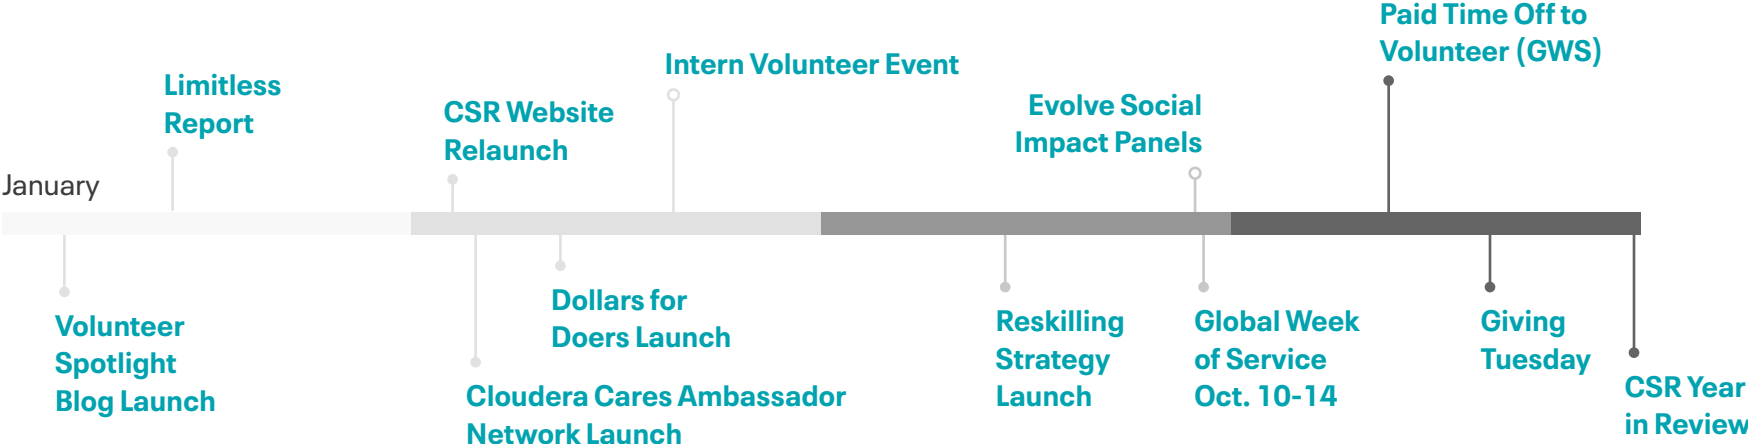 January
Volunteer
Spotlight
Blog Launch
Limitless
Report
CSR Website
Relaunch
Cloudera Cares Ambassador
Network Launch
Dollars for
Doers Launch
Intern Volunteer Event
Reskilling
Strategy
Launch
Evolve Social
Impact Panels
Global Week
of Service
Oct. 10-14
Paid Time Off to
Volunteer (GWS)
Giving
Tuesday
CSR Year
in Review